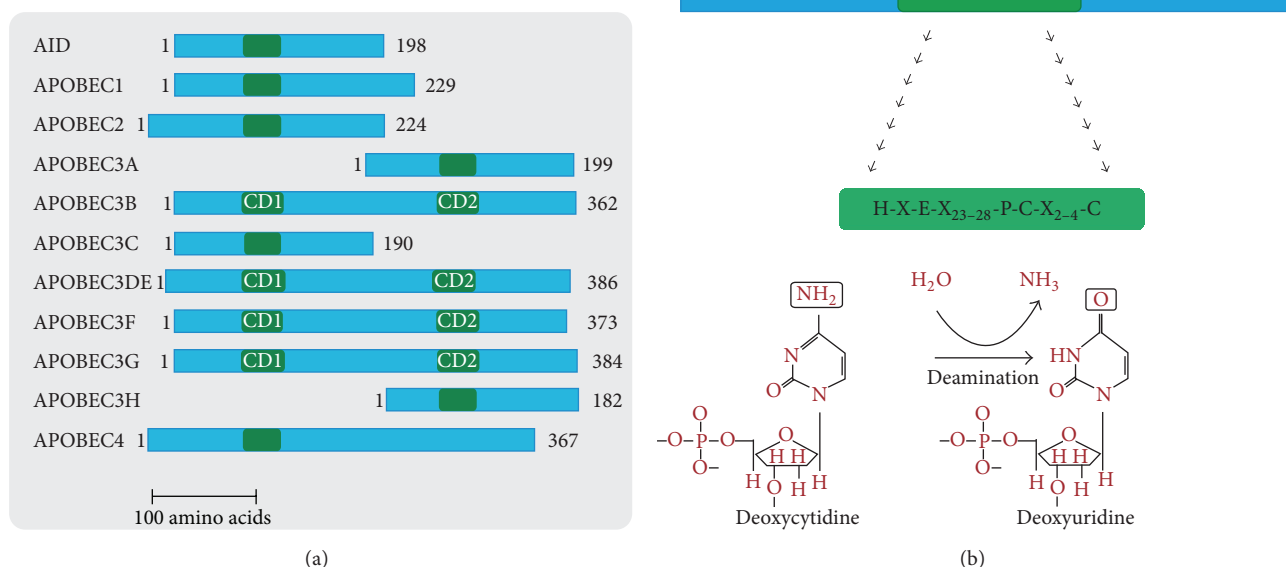 AID 1 198
APOBEC1 1 229
APOBEC2 1 224
APOBEC3A 1 199
APOBEC3B 1 CD1 CD2 362
APOBEC3C 1 190
APOBEC3DE 1 CD1 CD2 386
APOBEC3F 1 CD1 CD2 373
APOBEC3G 1 CD1 CD2 384
APOBEC3H 1 182
APOBEC4 1 367
100 amino acids
(a)
H-X-E-X₂₃₋₂₈-P-C-X₂₋₄-C
NH₂
N
O
N
O
O
P
O
O
O
H
H
H
H
O
Deoxycytidine
H₂O
NH₃
Deamination
O
HN
O
N
O
O
P
O
O
O
H
H
H
H
O
Deoxyuridine
(b)